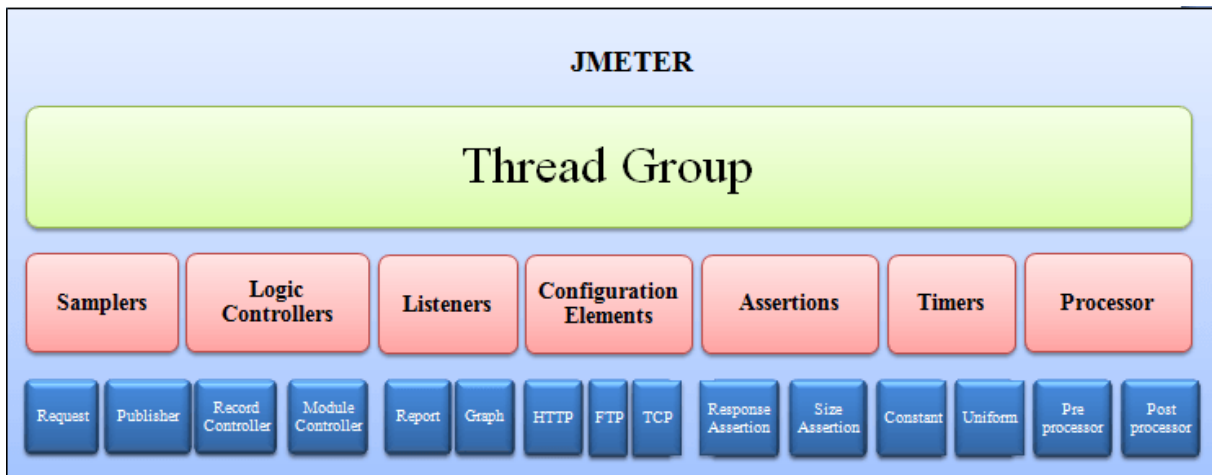 JMETER
Thread Group
Samplers
Logic
Controllers
Listeners
Configuration
Elements
Assertions
Timers
Processor
Request
Publisher
Record
Controller
Module
Controller
Report
Graph
HTTP
FTP
TCP
Response
Assertion
Size
Assertion
Constant
Uniform
Pre
processor
Post
processor